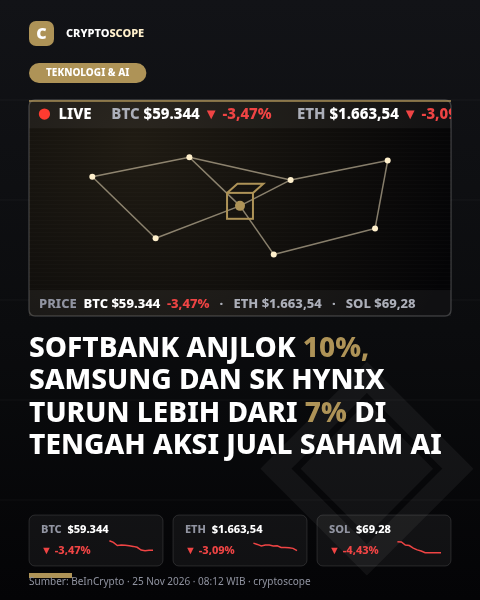 C CRYPTOSCOPE
TEKNOLOGI & AI
LIVE BTC $59.344 ▼ -3,47% ETH $1.663,54 ▼ -3,09
PRICE BTC $59.344 -3,47% · ETH $1.663,54 · SOL $69,28
SOFTBANK ANJLOK 10%,
SAMSUNG DAN SK HYNIX
TURUN LEBIH DARI 7% DI
TENGAH AKSI JUAL SAHAM AI
BTC $59.344
▼ -3,47%
ETH $1.663,54
▼ -3,09%
SOL $69,28
▼ -4,43%
Sumber: BeInCrypto · 25 Nov 2026 · 08:12 WIB · cryptoscope